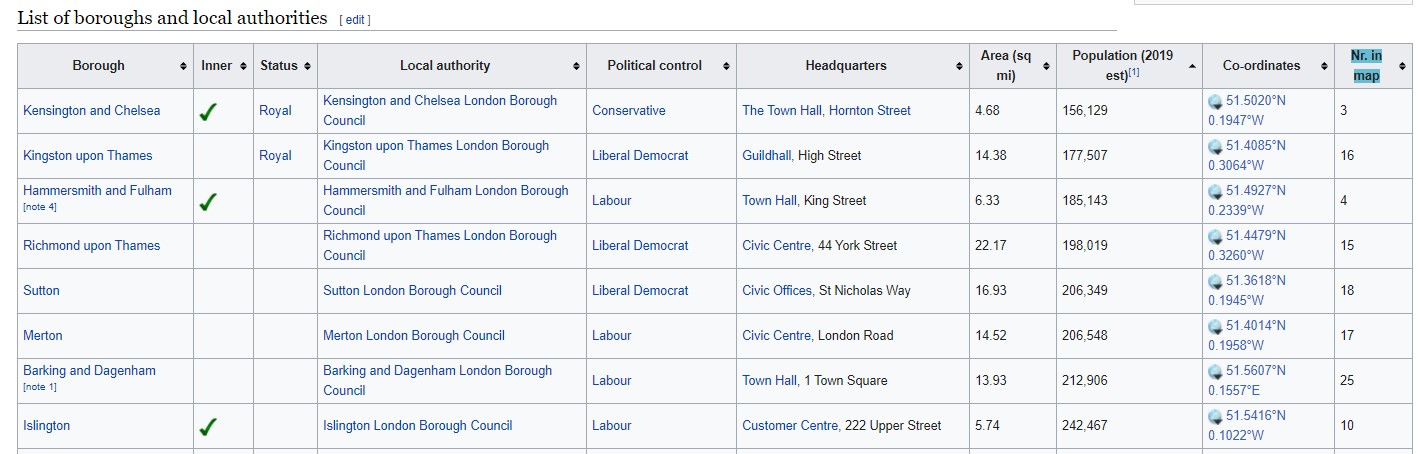 List of boroughs and local authorities [ edit ]
Borough Inner Status Local authority Political control Headquarters Area (sq mi) Population (2019 est)[1] Co-ordinates Nr. in map
Kensington and Chelsea Royal Kensington and Chelsea London Borough Council Conservative The Town Hall, Hornton Street 4.68 156,129 51.5020°N 0.1947°W 3
Kingston upon Thames Royal Kingston upon Thames London Borough Council Liberal Democrat Guildhall, High Street 14.38 177,507 51.4085°N 0.3064°W 16
Hammersmith and Fulham [note 4] Hammersmith and Fulham London Borough Council Labour Town Hall, King Street 6.33 185,143 51.4927°N 0.2339°W 4
Richmond upon Thames Richmond upon Thames London Borough Council Liberal Democrat Civic Centre, 44 York Street 22.17 198,019 51.4479°N 0.3260°W 15
Sutton Sutton London Borough Council Liberal Democrat Civic Offices, St Nicholas Way 16.93 206,349 51.3618°N 0.1945°W 18
Merton Merton London Borough Council Labour Civic Centre, London Road 14.52 206,548 51.4014°N 0.1958°W 17
Barking and Dagenham [note 1] Barking and Dagenham London Borough Council Labour Town Hall, 1 Town Square 13.93 212,906 51.5607°N 0.1557°E 25
Islington Islington London Borough Council Labour Customer Centre, 222 Upper Street 5.74 242,467 51.5416°N 0.1022°W 10